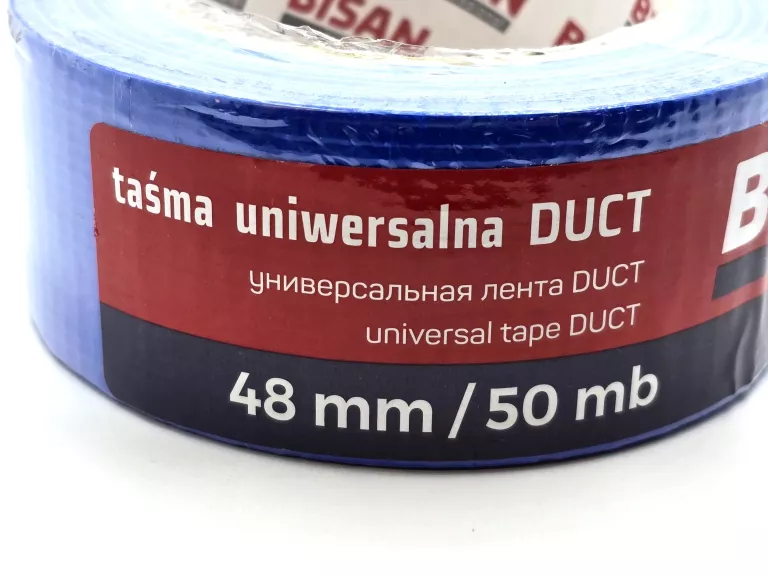 BISAN
taśma uniwersalna DUCT
универсальная лента DUCT
universal tape DUCT
48 mm / 50 mb